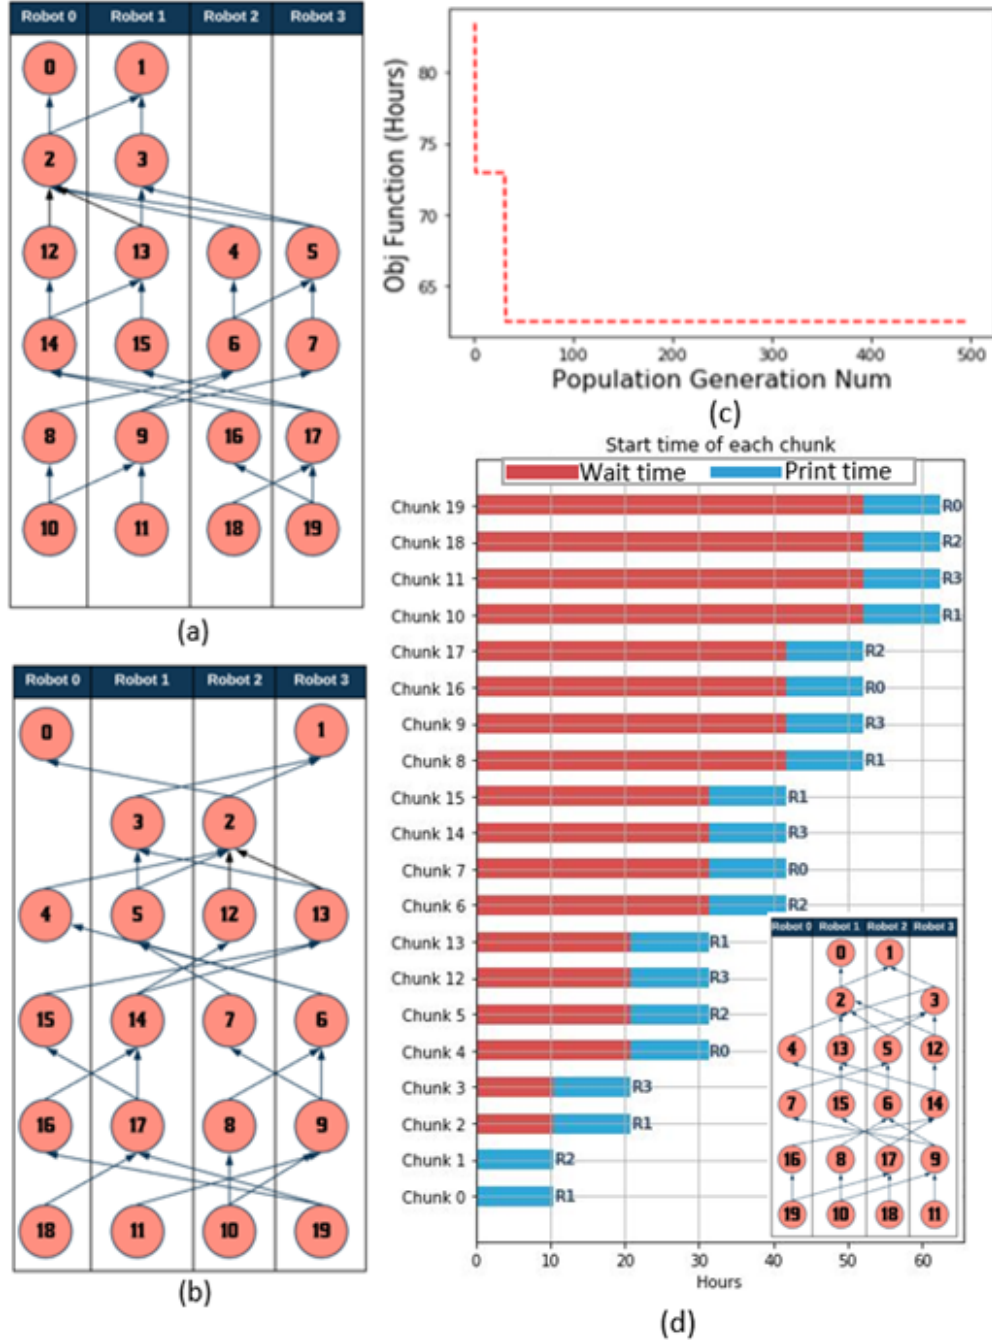 Robot 0 Robot 1 Robot 2 Robot 3
0 1
2 3
12 13 4 5
14 15 6 7
8 9 16 17
10 11 18 19
(a)
Robot 0 Robot 1 Robot 2 Robot 3
0 1
3 2
4 5 12 13
15 14 7 6
16 17 8 9
18 11 10 19
(b)
Obj Function (Hours)
80
75
70
65
0 100 200 300 400 500
Population Generation Num
(c)
Start time of each chunk
Wait time Print time
Chunk 19 R0
Chunk 18 R2
Chunk 11 R3
Chunk 10 R1
Chunk 17 R2
Chunk 16 R0
Chunk 9 R3
Chunk 8 R1
Chunk 15 R1
Chunk 14 R3
Chunk 7 R0
Chunk 6 R2
Chunk 13 R1
Chunk 12 R3
Chunk 5 R2
Chunk 4 R0
Chunk 3 R3
Chunk 2 R1
Chunk 1 R2
Chunk 0 R1
Robot 0 Robot 1 Robot 2 Robot 3
0 1
2 3
4 13 5 12
7 15 6 14
16 8 17 9
19 10 18 11
0 10 20 30 40 50 60
Hours
(d)